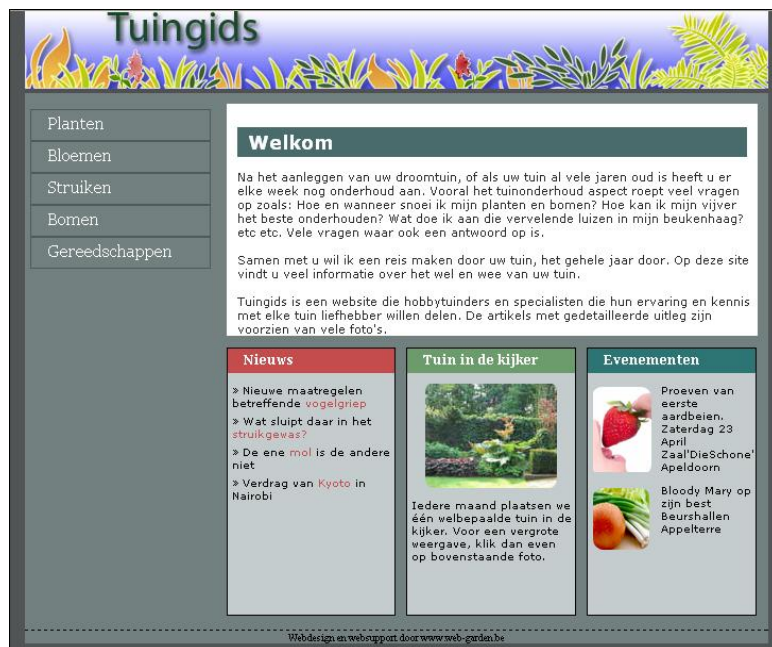 Tuingids
Planten
Bloemen
Struiken
Bomen
Gereedschappen
Welkom
Na het aanleggen van uw droomtuin, of als uw tuin al vele jaren oud is heeft u er
elke week nog onderhoud aan. Vooral het tuinonderhoud aspect roept veel vragen
op zoals: Hoe en wanneer snoei ik mijn planten en bomen? Hoe kan ik mijn vijver
het beste onderhouden? Wat doe ik aan die vervelende luizen in mijn beukenhaag?
etc etc. Vele vragen waar ook een antwoord op is.
Samen met u wil ik een reis maken door uw tuin, het gehele jaar door. Op deze site
vindt u veel informatie over het wel en wee van uw tuin.
Tuingids is een website die hobbytuinders en specialisten die hun ervaring en kennis
met elke tuin liefhebber willen delen. De artikels met gedetailleerde uitleg zijn
voorzien van vele foto's.
Nieuws
» Nieuwe maatregelen
betreffende vogelgriep
» Wat sluipt daar in het
struikgewas?
» De ene mol is de andere
niet
» Verdrag van Kyoto in
Nairobi
Tuin in de kijker
Iedere maand plaatsen we
één welbepaalde tuin in de
kijker. Voor een vergrote
weergave, klik dan even
op bovenstaande foto.
Evenementen
Proeven van
eerste
aardbeien.
Zaterdag 23
April
Zaal'DieSchone'
Apeldoorn
Bloody Mary op
zijn best
Beurshallen
Appelterre
Webdesign en websupport door www.web-garden.be